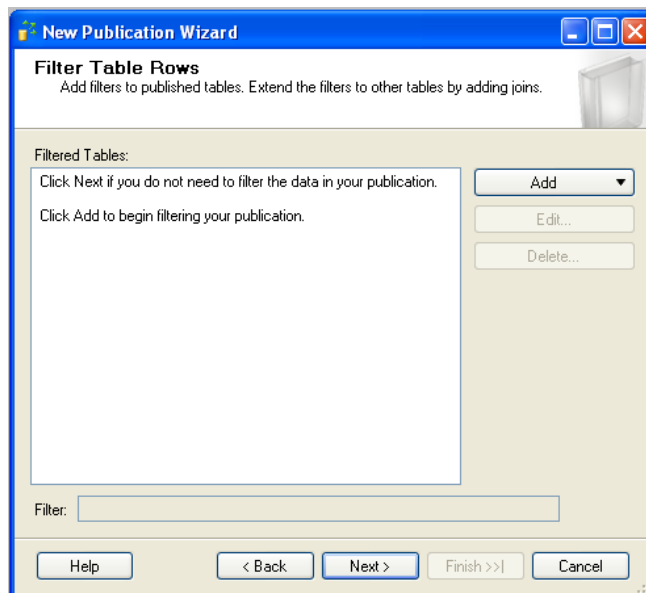 New Publication Wizard
Filter Table Rows
Add filters to published tables. Extend the filters to other tables by adding joins.
Filtered Tables:
Click Next if you do not need to filter the data in your publication.
Click Add to begin filtering your publication.
Add
Edit...
Delete...
Filter:
Help
< Back
Next >
Finish >>|
Cancel